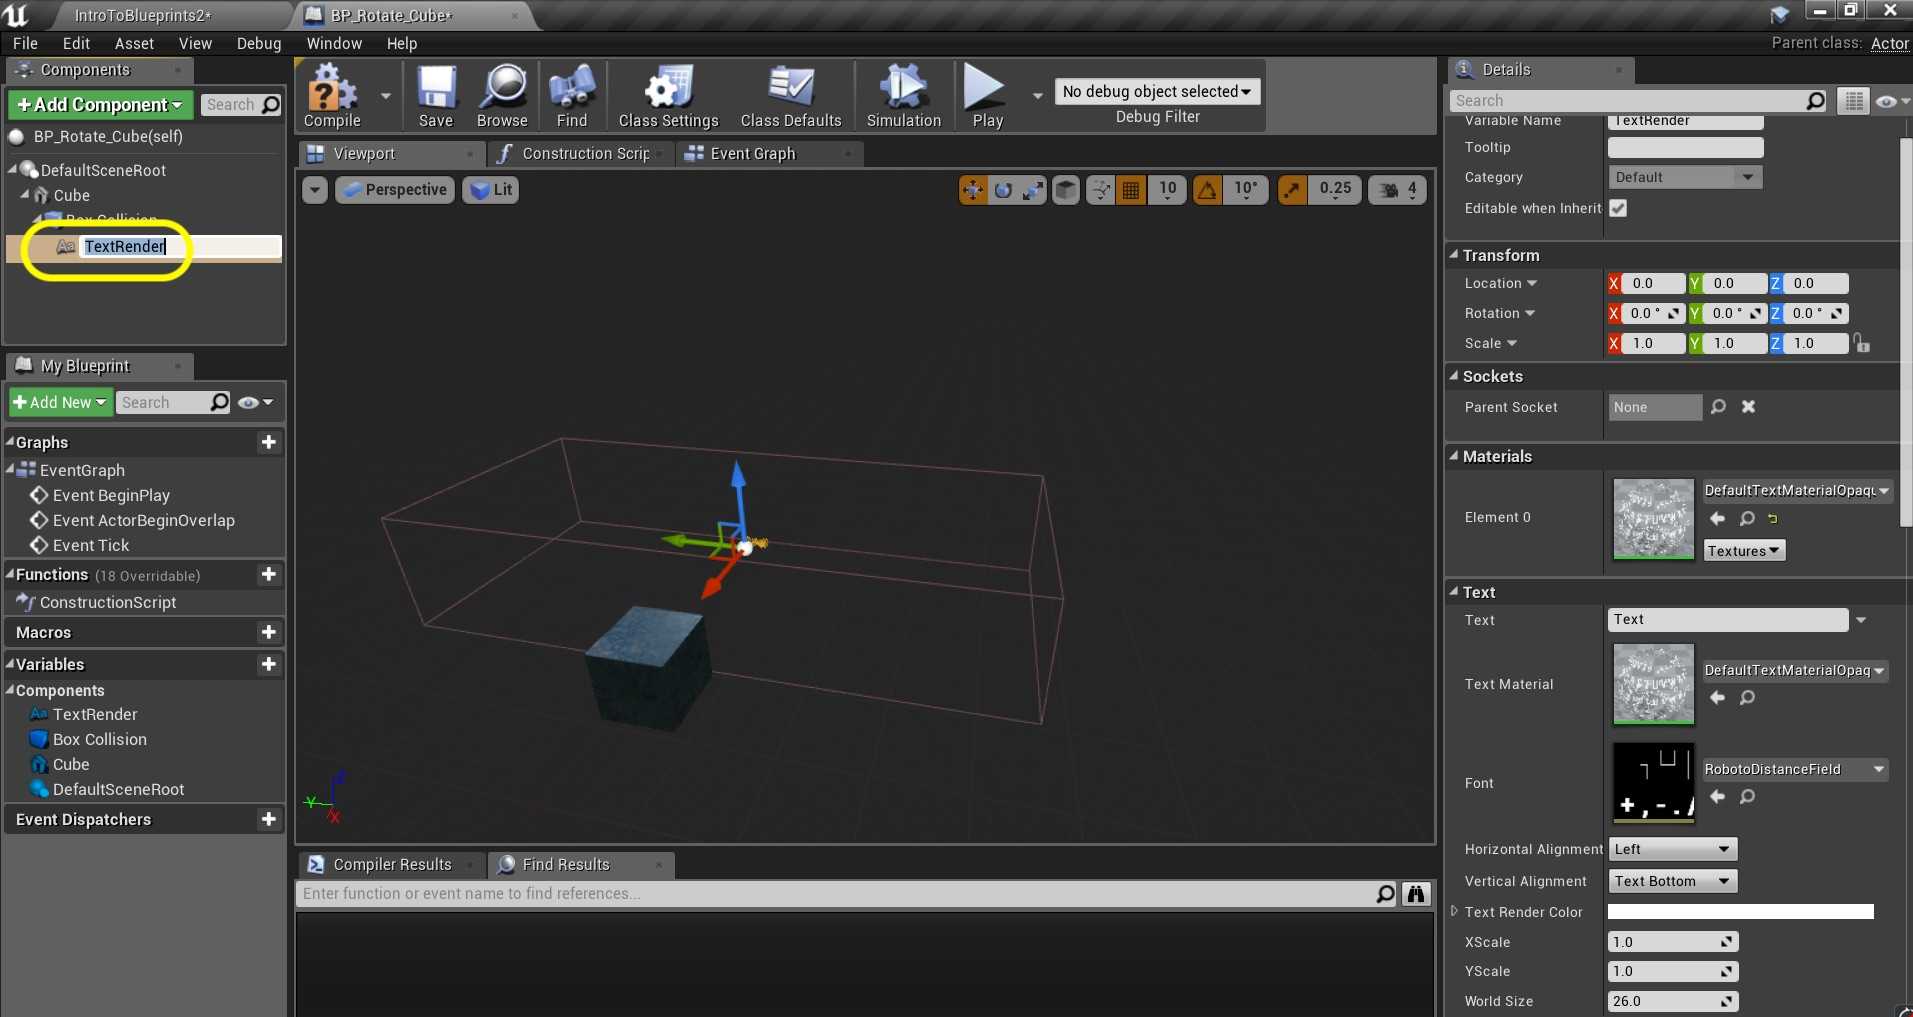 IntroToBlueprints2*
BP_Rotate_Cube*
File Edit Asset View Debug Window Help
Parent class: Actor
Components
+Add Component
Search
BP_Rotate_Cube(self)
DefaultSceneRoot
Cube
Box Collision
Aa TextRender
My Blueprint
+Add New
Search
Graphs
EventGraph
Event BeginPlay
Event ActorBeginOverlap
Event Tick
Functions (18 Overridable)
ConstructionScript
Macros
Variables
Components
Aa TextRender
Box Collision
Cube
DefaultSceneRoot
Event Dispatchers
Compile
Save
Browse
Find
Class Settings
Class Defaults
Simulation
Play
No debug object selected
Debug Filter
Viewport
Construction Scrip
Event Graph
Perspective
Lit
10
10°
0.25
4
Z
Y
X
Compiler Results
Find Results
Enter function or event name to find references...
Details
Search
Variable Name TextRender
Tooltip
Category Default
Editable when Inherit
Transform
Location X 0.0 Y 0.0 Z 0.0
Rotation X 0.0 ° Y 0.0 ° Z 0.0 °
Scale X 1.0 Y 1.0 Z 1.0
Sockets
Parent Socket None
Materials
Element 0
DefaultTextMaterialOpaqu
Textures
Text
Text Text
Text Material
DefaultTextMaterialOpaq
Font
RobotoDistanceField
Horizontal Alignment Left
Vertical Alignment Text Bottom
Text Render Color
XScale 1.0
YScale 1.0
World Size 26.0